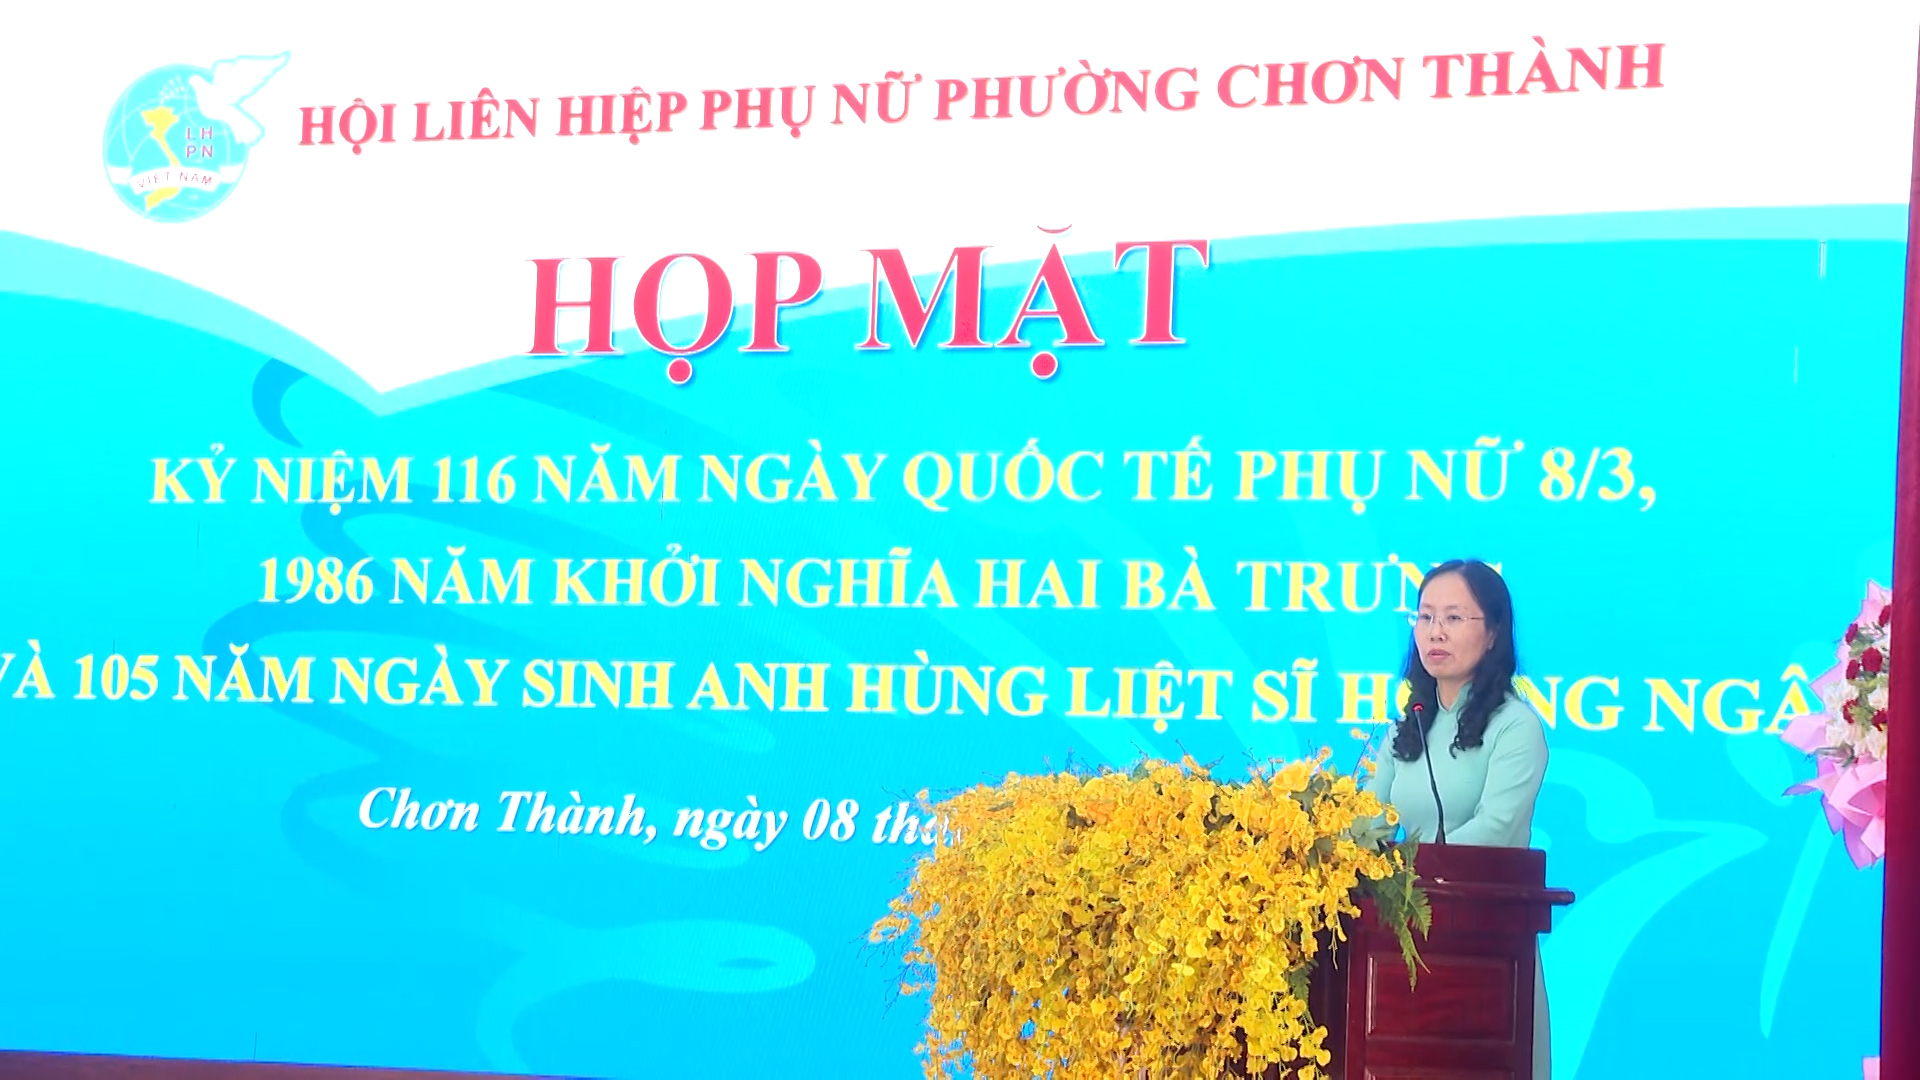 LH
PN
VIỆT NAM
HỘI LIÊN HIỆP PHỤ NỮ PHƯỜNG CHƠN THÀNH
HỌP MẶT
KỶ NIỆM 116 NĂM NGÀY QUỐC TẾ PHỤ NỮ 8/3,
1986 NĂM KHỞI NGHĨA HAI BÀ TRƯNG
VÀ 105 NĂM NGÀY SINH ANH HÙNG LIỆT SĨ
Chơn Thành, ngày 08